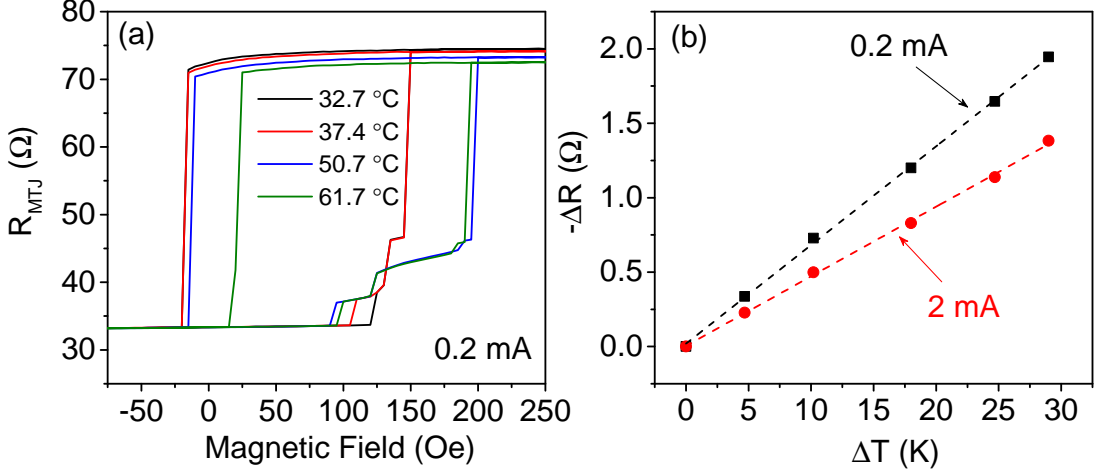 (a)
80
70
60
50
40
30
R_MTJ (Ω)
32.7 °C
37.4 °C
50.7 °C
61.7 °C
0.2 mA
-50 0 50 100 150 200 250
Magnetic Field (Oe)
(b)
2.0
1.5
1.0
0.5
0.0
-ΔR (Ω)
0.2 mA
2 mA
0 5 10 15 20 25 30
ΔT (K)